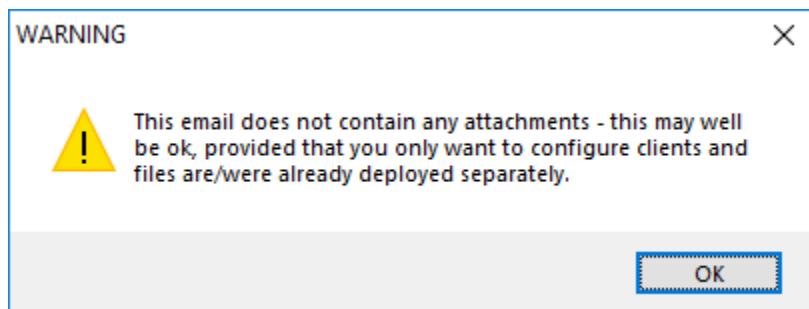 WARNING
This email does not contain any attachments - this may well
be ok, provided that you only want to configure clients and
files are/were already deployed separately.
OK